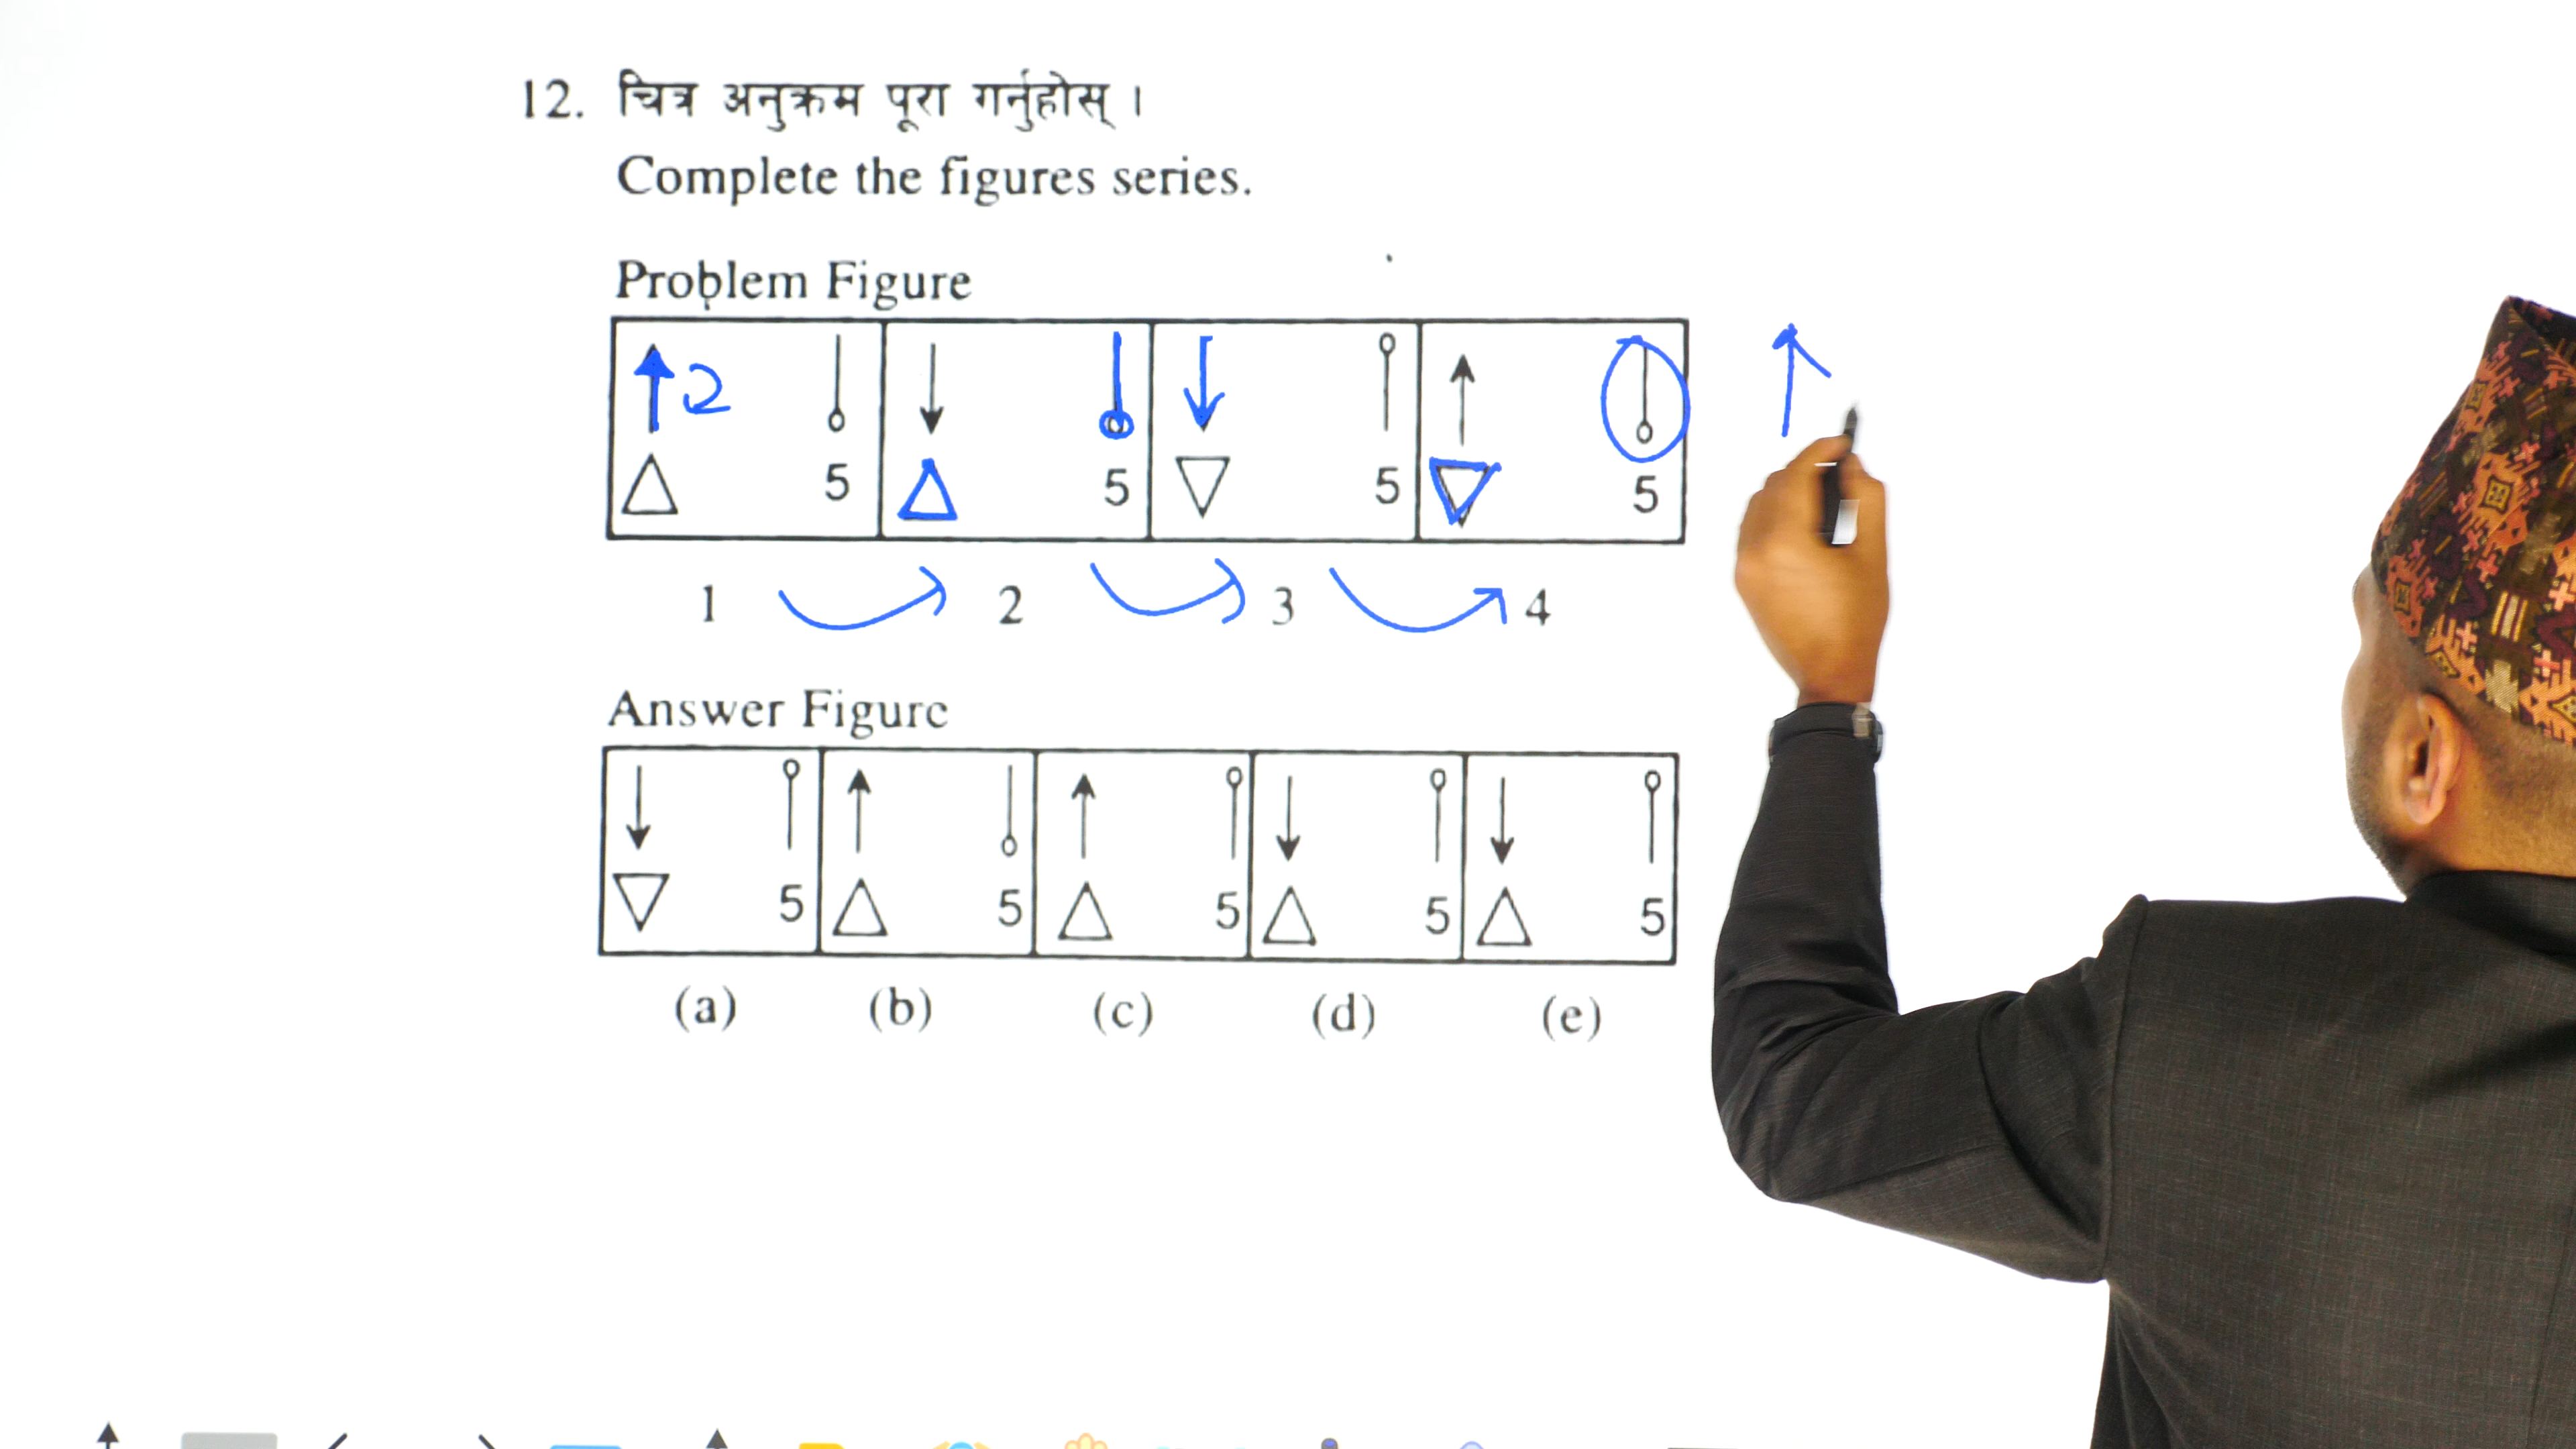 12. चित्र अनुक्रम पूरा गर्नुहोस् ।
Complete the figures series.
Problem Figure
2
5 5 5 5
1 2 3 4
Answer Figure
5 5 5 5 5
(a) (b) (c) (d) (e)